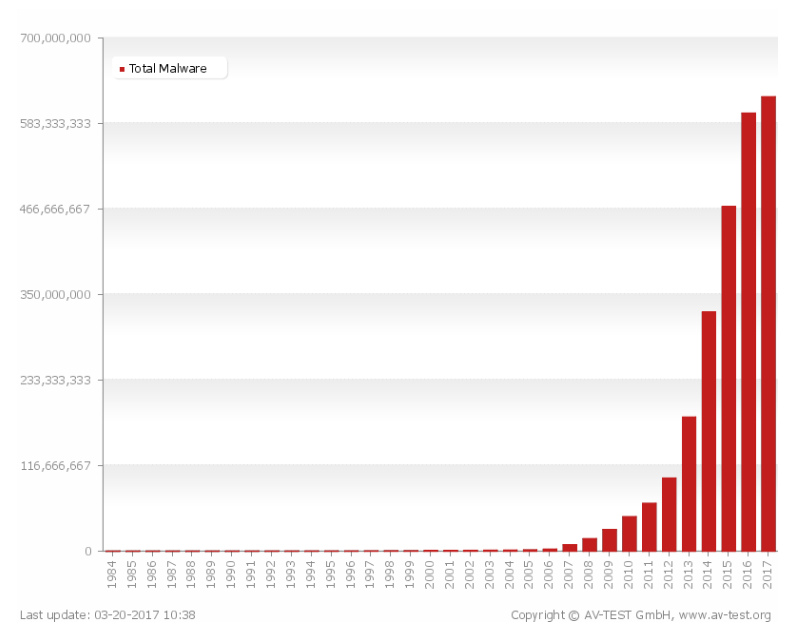 700,000,000
Total Malware
583,333,333
466,666,667
350,000,000
233,333,333
116,666,667
0
1984 1985 1986 1987 1988 1989 1990 1991 1992 1993 1994 1995 1996 1997 1998 1999 2000 2001 2002 2003 2004 2005 2006 2007 2008 2009 2010 2011 2012 2013 2014 2015 2016 2017
Last update: 03-20-2017 10:38
Copyright © AV-TEST GmbH, www.av-test.org